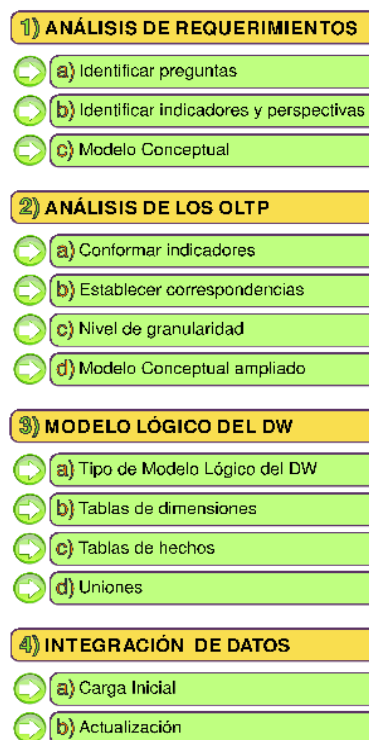 1) ANÁLISIS DE REQUERIMIENTOS
a) Identificar preguntas
b) Identificar indicadores y perspectivas
c) Modelo Conceptual
2) ANÁLISIS DE LOS OLTP
a) Conformar indicadores
b) Establecer correspondencias
c) Nivel de granularidad
d) Modelo Conceptual ampliado
3) MODELO LÓGICO DEL DW
a) Tipo de Modelo Lógico del DW
b) Tablas de dimensiones
c) Tablas de hechos
d) Uniones
4) INTEGRACIÓN DE DATOS
a) Carga Inicial
b) Actualización